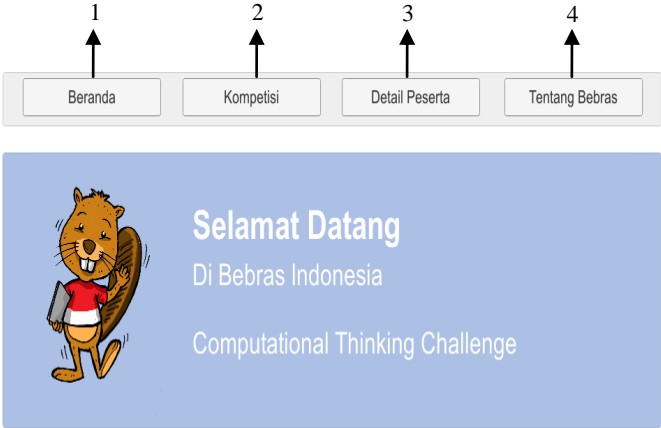 1 2 3 4
Beranda Kompetisi Detail Peserta Tentang Bebras
Selamat Datang
Di Bebras Indonesia
Computational Thinking Challenge